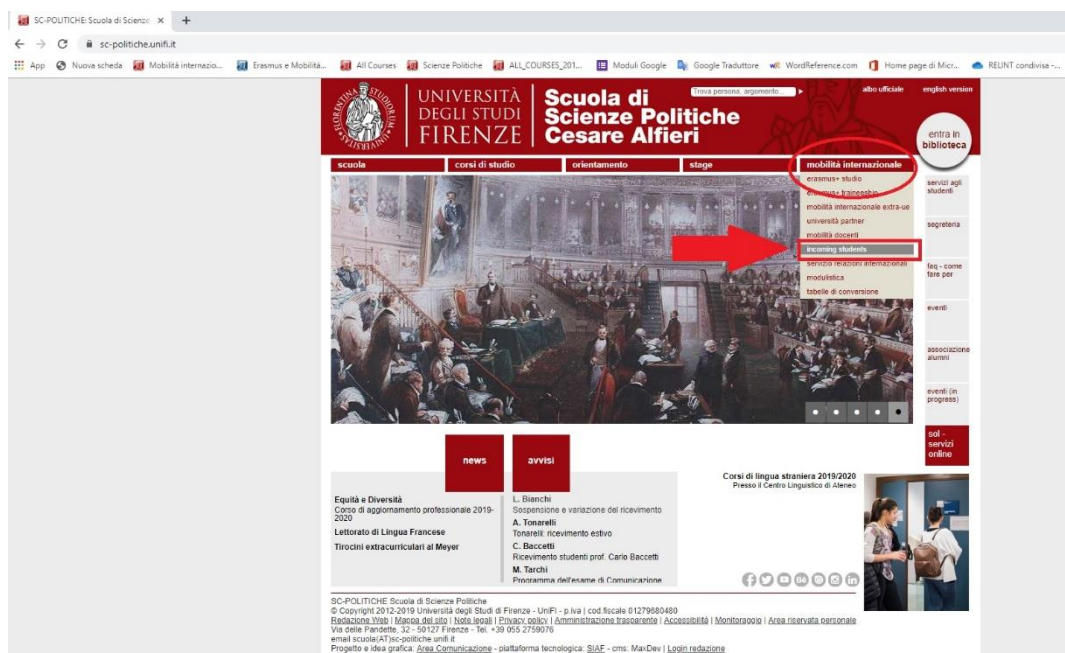 SC-POLITICHE: Scuola di Scienze
sc-politiche.unifi.it
App Nuova scheda Mobilità internazio... Erasmus e Mobilità... All Courses Scienze Politiche ALL_COURSES_201... Moduli Google Google Traduttore WordReference.com Home page di Micr... RELINT condivisa -...
UNIVERSITÀ
DEGLI STUDI
FIRENZE
Scuola di
Scienze Politiche
Cesare Alfieri
Trova persona, argomento...
albo ufficiale english version
entra in
biblioteca
scuola corsi di studio orientamento stage mobilità internazionale
erasmus+ studio
erasmus+ traineeship
mobilità internazionale extra-ue
università partner
mobilità docenti
incoming students
servizio relazioni internazionali
modulistica
tabelle di conversione
servizi agli
studenti
segreteria
faq - come
fare per
eventi
associazione
alumni
eventi (in
progress)
sol -
servizi
online
news
avvisi
Equità e Diversità
Corso di aggiornamento professionale 2019-
2020
Lettorato di Lingua Francese
Tirocini extracurriculari al Meyer
L. Bianchi
Sospensione e variazione del ricevimento
A. Tonarelli
Tonarelli: ricevimento estivo
C. Baccetti
Ricevimento studenti prof. Carlo Baccetti
M. Tarchi
Programma dell'esame di Comunicazione
Corsi di lingua straniera 2019/2020
Presso il Centro Linguistico di Ateneo
SC-POLITICHE Scuola di Scienze Politiche
© Copyright 2012-2019 Università degli Studi di Firenze - UniFI - p.iva | cod.fiscale 01279680480
Redazione Web | Mappa del sito | Note legali | Privacy policy | Amministrazione trasparente | Accessibilità | Monitoraggio | Area riservata personale
Via delle Pandette, 32 - 50127 Firenze - Tel. +39 055 2759076
email scuola(AT)sc-politiche.unifi.it
Progetto e idea grafica: Area Comunicazione - piattaforma tecnologica: SIAF - cms: MaxDev | Login redazione